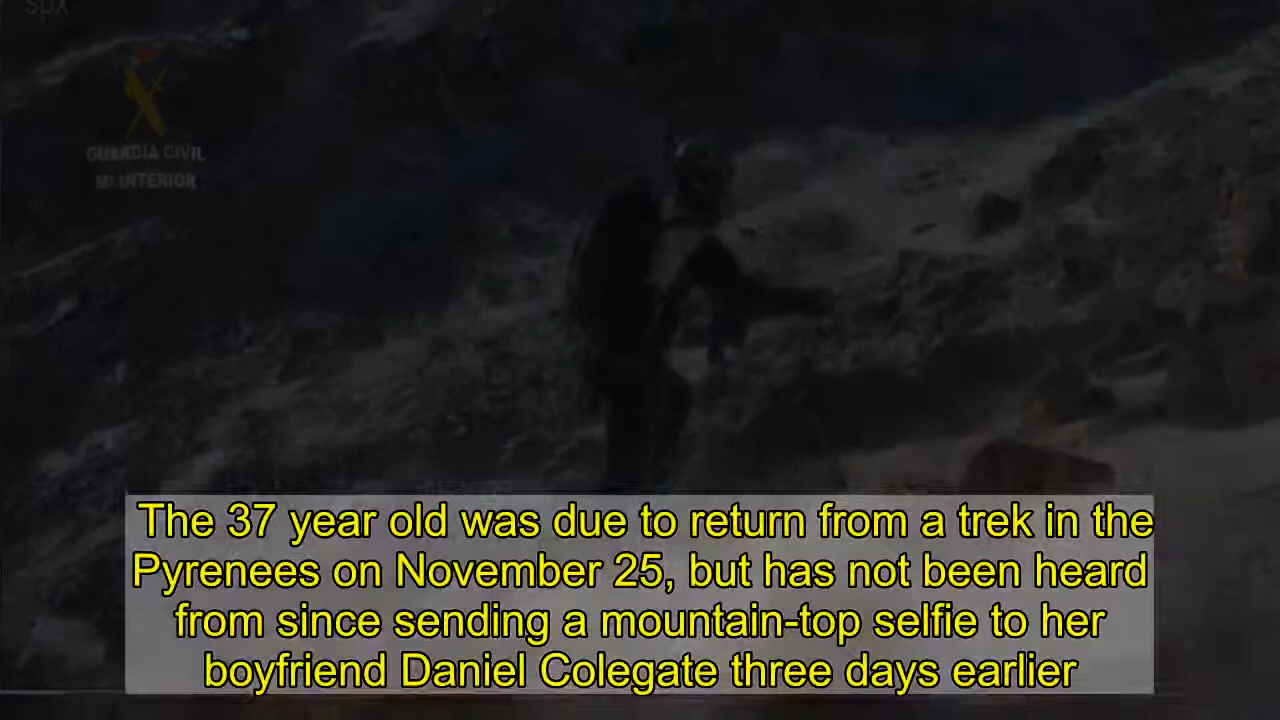 spx
GUARDIA CIVIL
MI INTERIOR
The 37 year old was due to return from a trek in the
Pyrenees on November 25, but has not been heard
from since sending a mountain-top selfie to her
boyfriend Daniel Colegate three days earlier